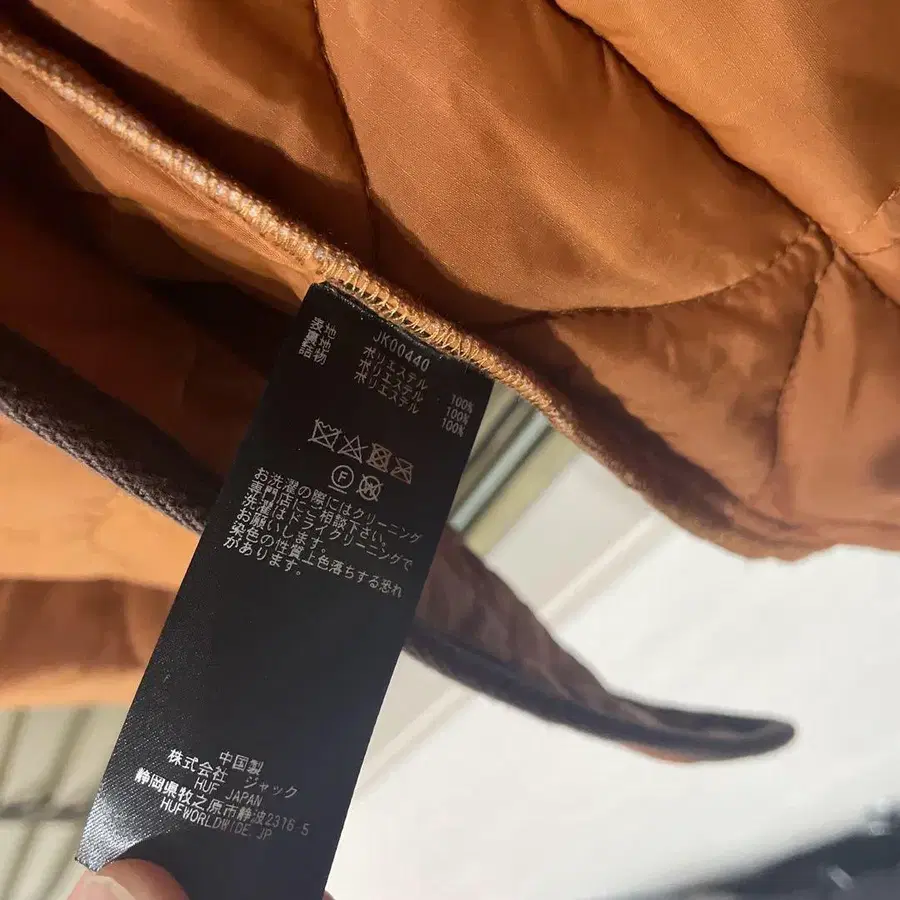 JK00440
表地 ポリエステル 100%
裏地 ポリエステル 100%
詰物 ポリエステル 100%
F
お洗濯の際にはクリーニング
専門店にご相談下さい。
洗濯はドライクリーニングで
お願いします。
染色の性質上色落ちする恐れ
があります。
中国製
株式会社 ジャック
HUF JAPAN
静岡県牧之原市静波2316 5
HUFWORLDWIDE.JP